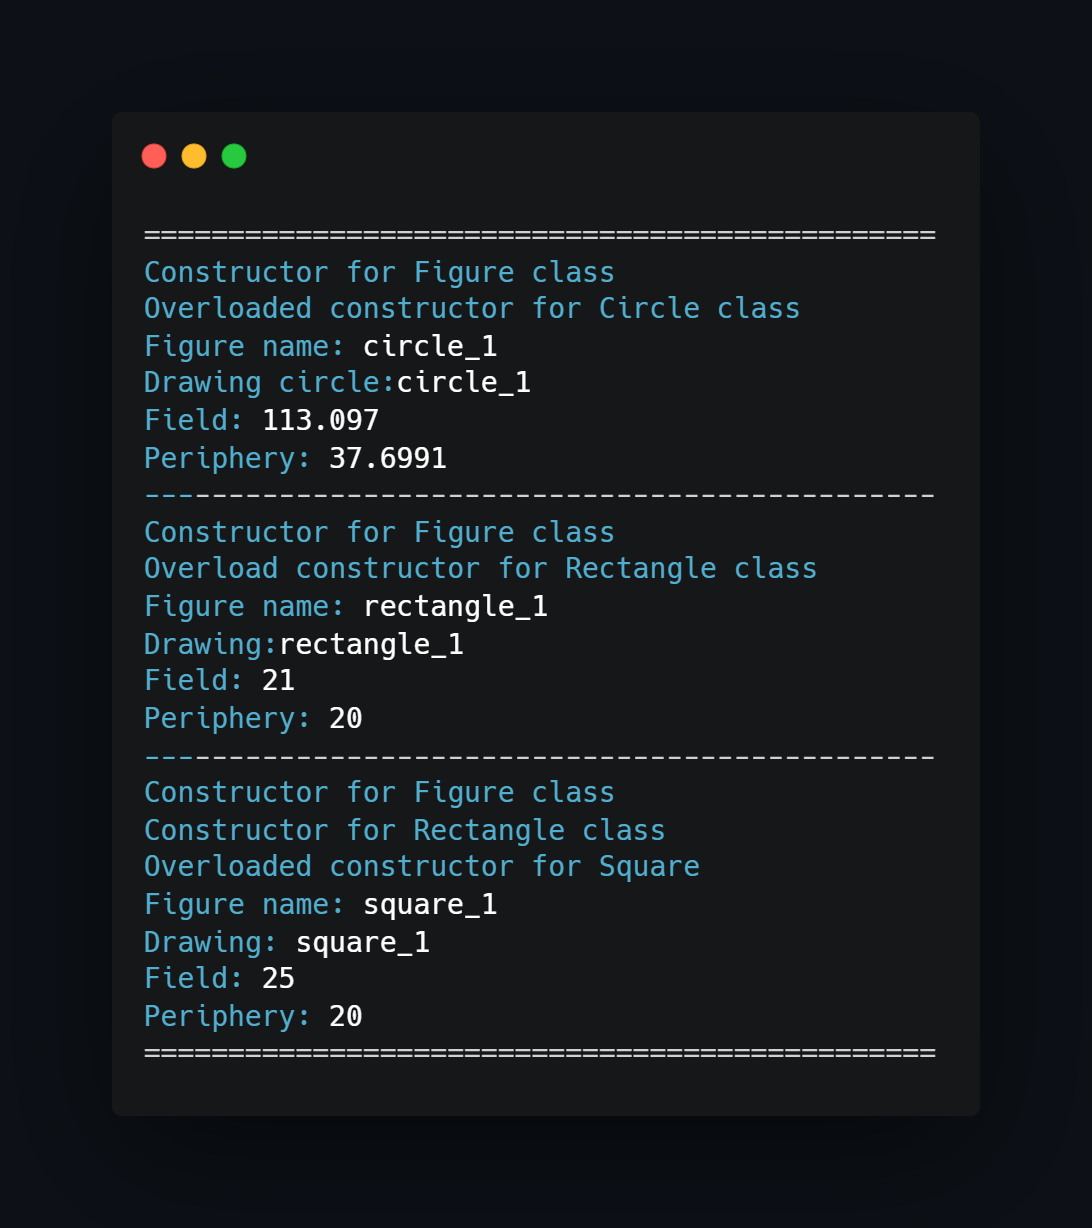 ===============================================
Constructor for Figure class
Overloaded constructor for Circle class
Figure name: circle_1
Drawing circle:circle_1
Field: 113.097
Periphery: 37.6991
-----------------------------------------------
Constructor for Figure class
Overload constructor for Rectangle class
Figure name: rectangle_1
Drawing:rectangle_1
Field: 21
Periphery: 20
-----------------------------------------------
Constructor for Figure class
Constructor for Rectangle class
Overloaded constructor for Square
Figure name: square_1
Drawing: square_1
Field: 25
Periphery: 20
===============================================